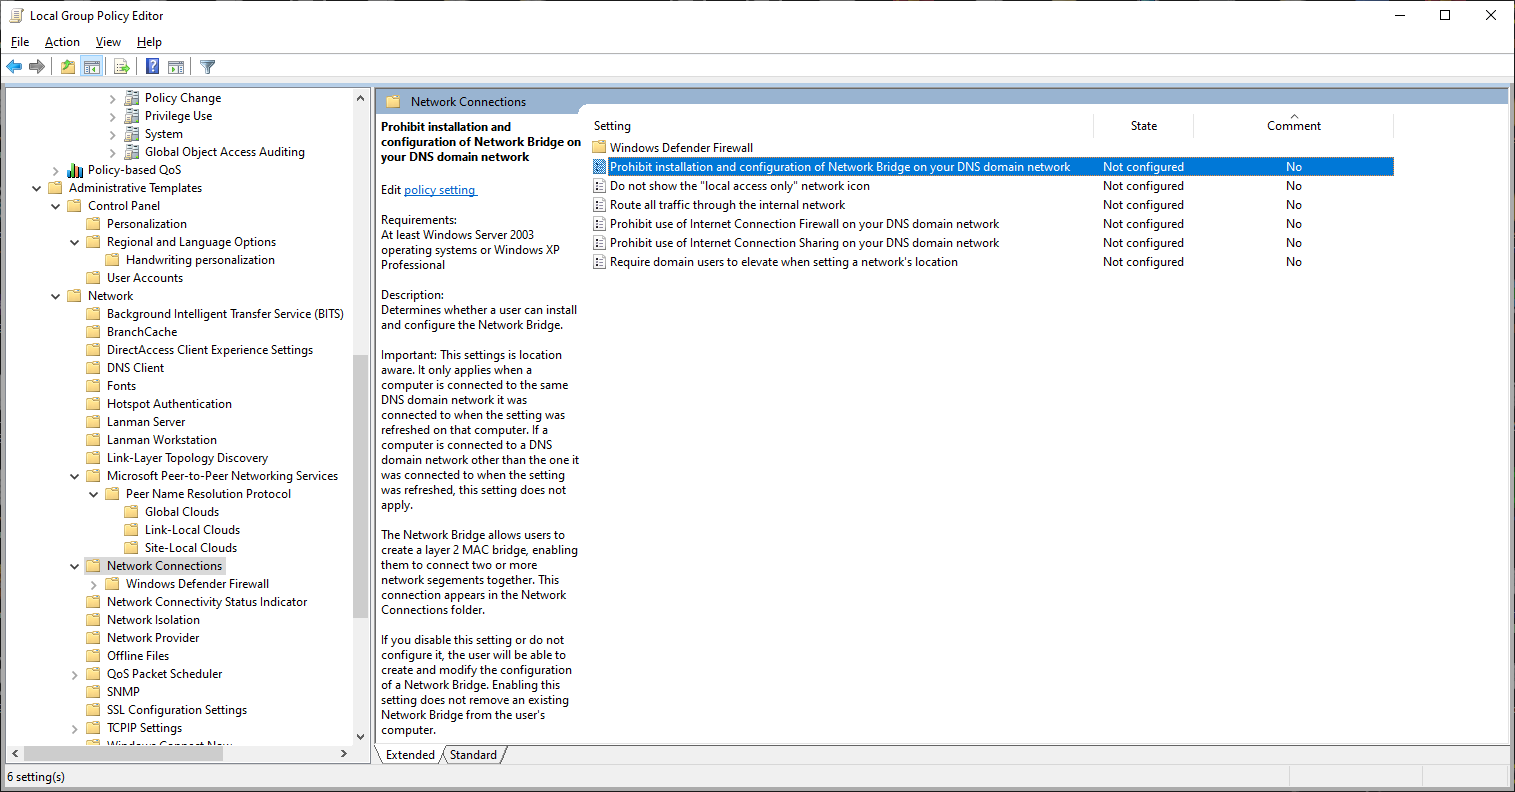 Local Group Policy Editor
File Action View Help
Policy Change
Privilege Use
System
Global Object Access Auditing
Policy-based QoS
Administrative Templates
Control Panel
Personalization
Regional and Language Options
Handwriting personalization
User Accounts
Network
Background Intelligent Transfer Service (BITS)
BranchCache
DirectAccess Client Experience Settings
DNS Client
Fonts
Hotspot Authentication
Lanman Server
Lanman Workstation
Link-Layer Topology Discovery
Microsoft Peer-to-Peer Networking Services
Peer Name Resolution Protocol
Global Clouds
Link-Local Clouds
Site-Local Clouds
Network Connections
Windows Defender Firewall
Network Connectivity Status Indicator
Network Isolation
Network Provider
Offline Files
QoS Packet Scheduler
SNMP
SSL Configuration Settings
TCPIP Settings
Windows Connect Now
Network Connections
Prohibit installation and
configuration of Network Bridge on
your DNS domain network
Edit policy setting
Requirements:
At least Windows Server 2003
operating systems or Windows XP
Professional
Description:
Determines whether a user can install
and configure the Network Bridge.
Important: This settings is location
aware. It only applies when a
computer is connected to the same
DNS domain network it was
connected to when the setting was
refreshed on that computer. If a
computer is connected to a DNS
domain network other than the one it
was connected to when the setting
was refreshed, this setting does not
apply.
The Network Bridge allows users to
create a layer 2 MAC bridge, enabling
them to connect two or more
network segements together. This
connection appears in the Network
Connections folder.
If you disable this setting or do not
configure it, the user will be able to
create and modify the configuration
of a Network Bridge. Enabling this
setting does not remove an existing
Network Bridge from the user's
computer.
Setting State Comment
Windows Defender Firewall
Prohibit installation and configuration of Network Bridge on your DNS domain network Not configured No
Do not show the "local access only" network icon Not configured No
Route all traffic through the internal network Not configured No
Prohibit use of Internet Connection Firewall on your DNS domain network Not configured No
Prohibit use of Internet Connection Sharing on your DNS domain network Not configured No
Require domain users to elevate when setting a network's location Not configured No
Extended Standard
6 setting(s)